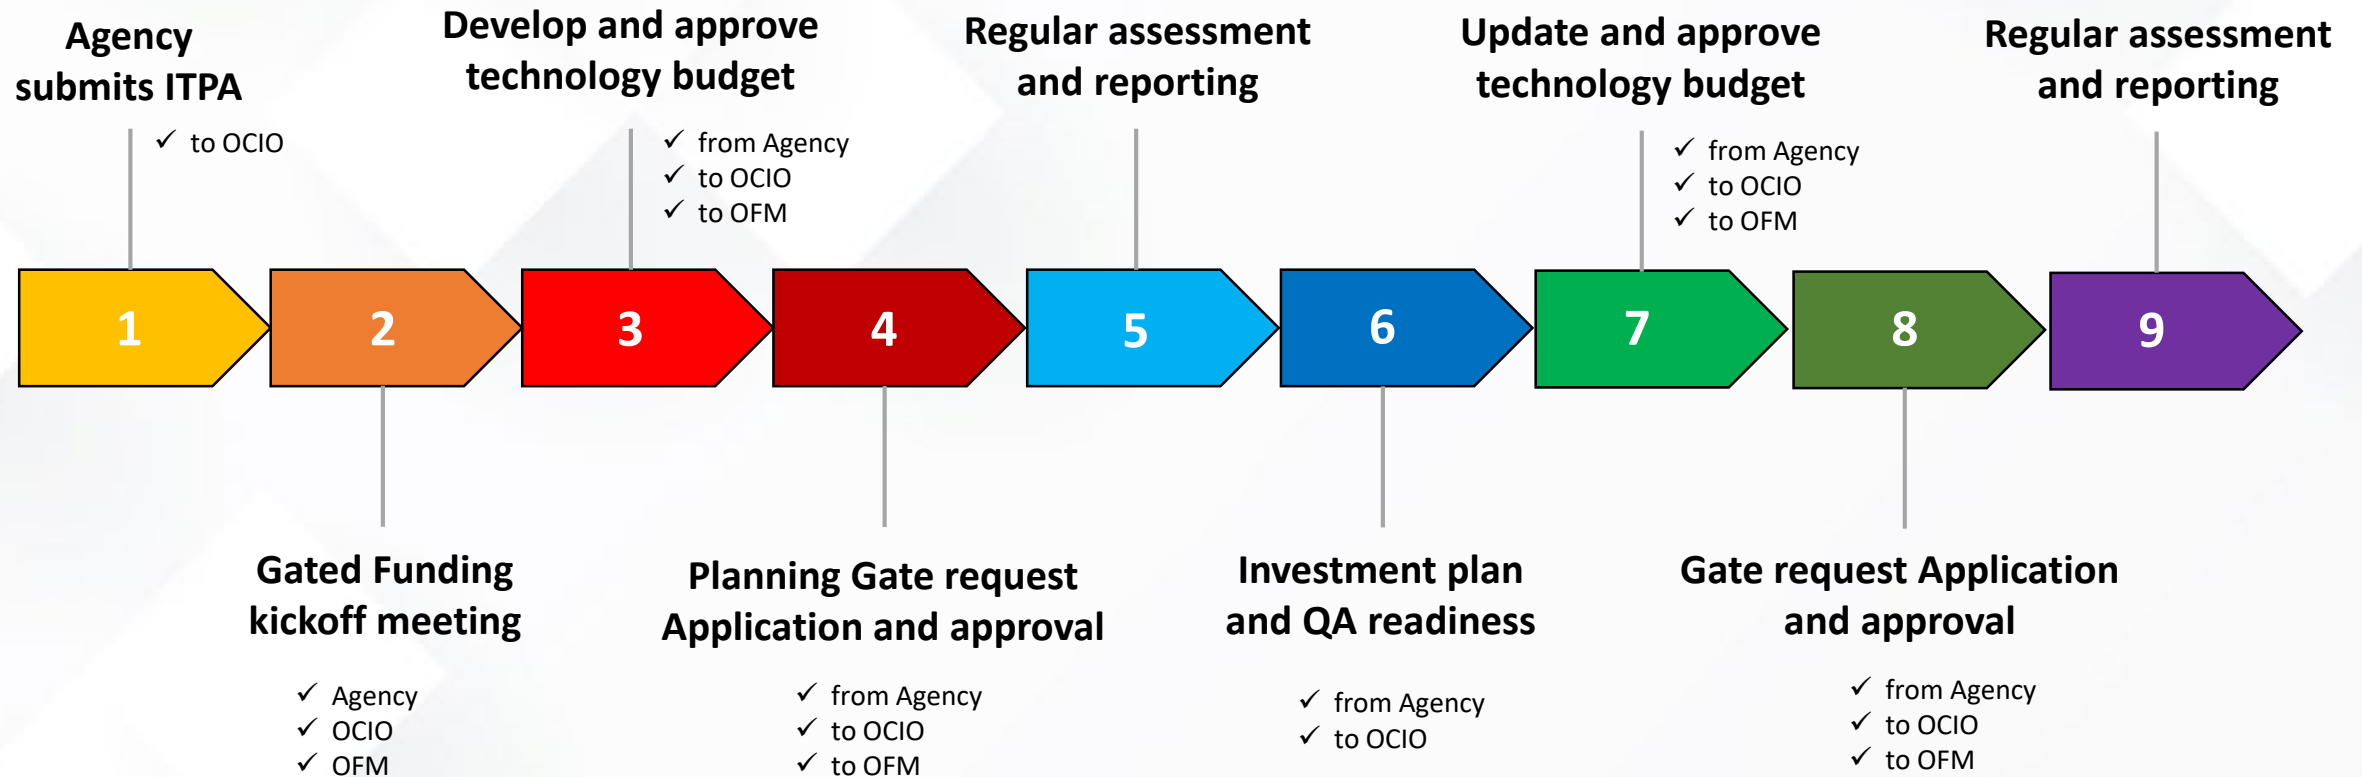 Agency
submits ITPA
✓ to OCIO
Develop and approve
technology budget
✓ from Agency
✓ to OCIO
✓ to OFM
Regular assessment
and reporting
Update and approve
technology budget
✓ from Agency
✓ to OCIO
✓ to OFM
Regular assessment
and reporting
1
2
3
4
5
6
7
8
9
Gated Funding
kickoff meeting
✓ Agency
✓ OCIO
✓ OFM
Planning Gate request
Application and approval
✓ from Agency
✓ to OCIO
✓ to OFM
Investment plan
and QA readiness
✓ from Agency
✓ to OCIO
Gate request Application
and approval
✓ from Agency
✓ to OCIO
✓ to OFM